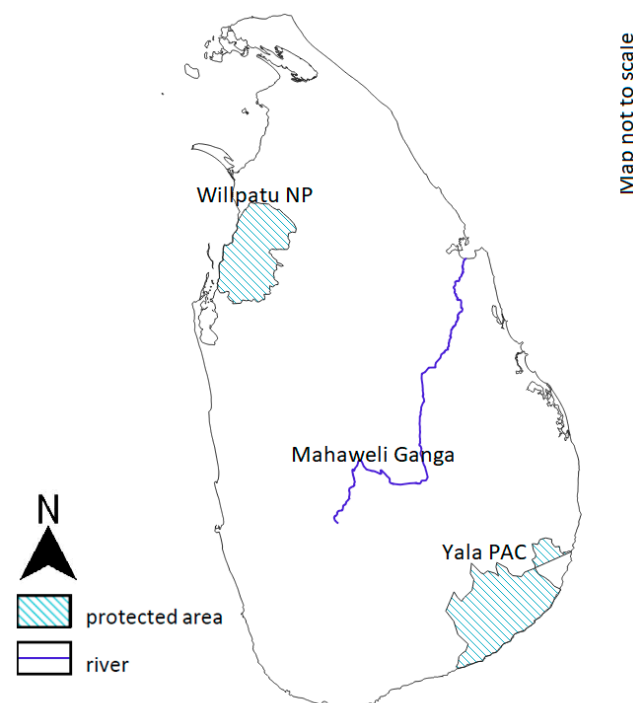 Map not to scale
Willpatu NP
Mahaweli Ganga
N
Yala PAC
protected area
river